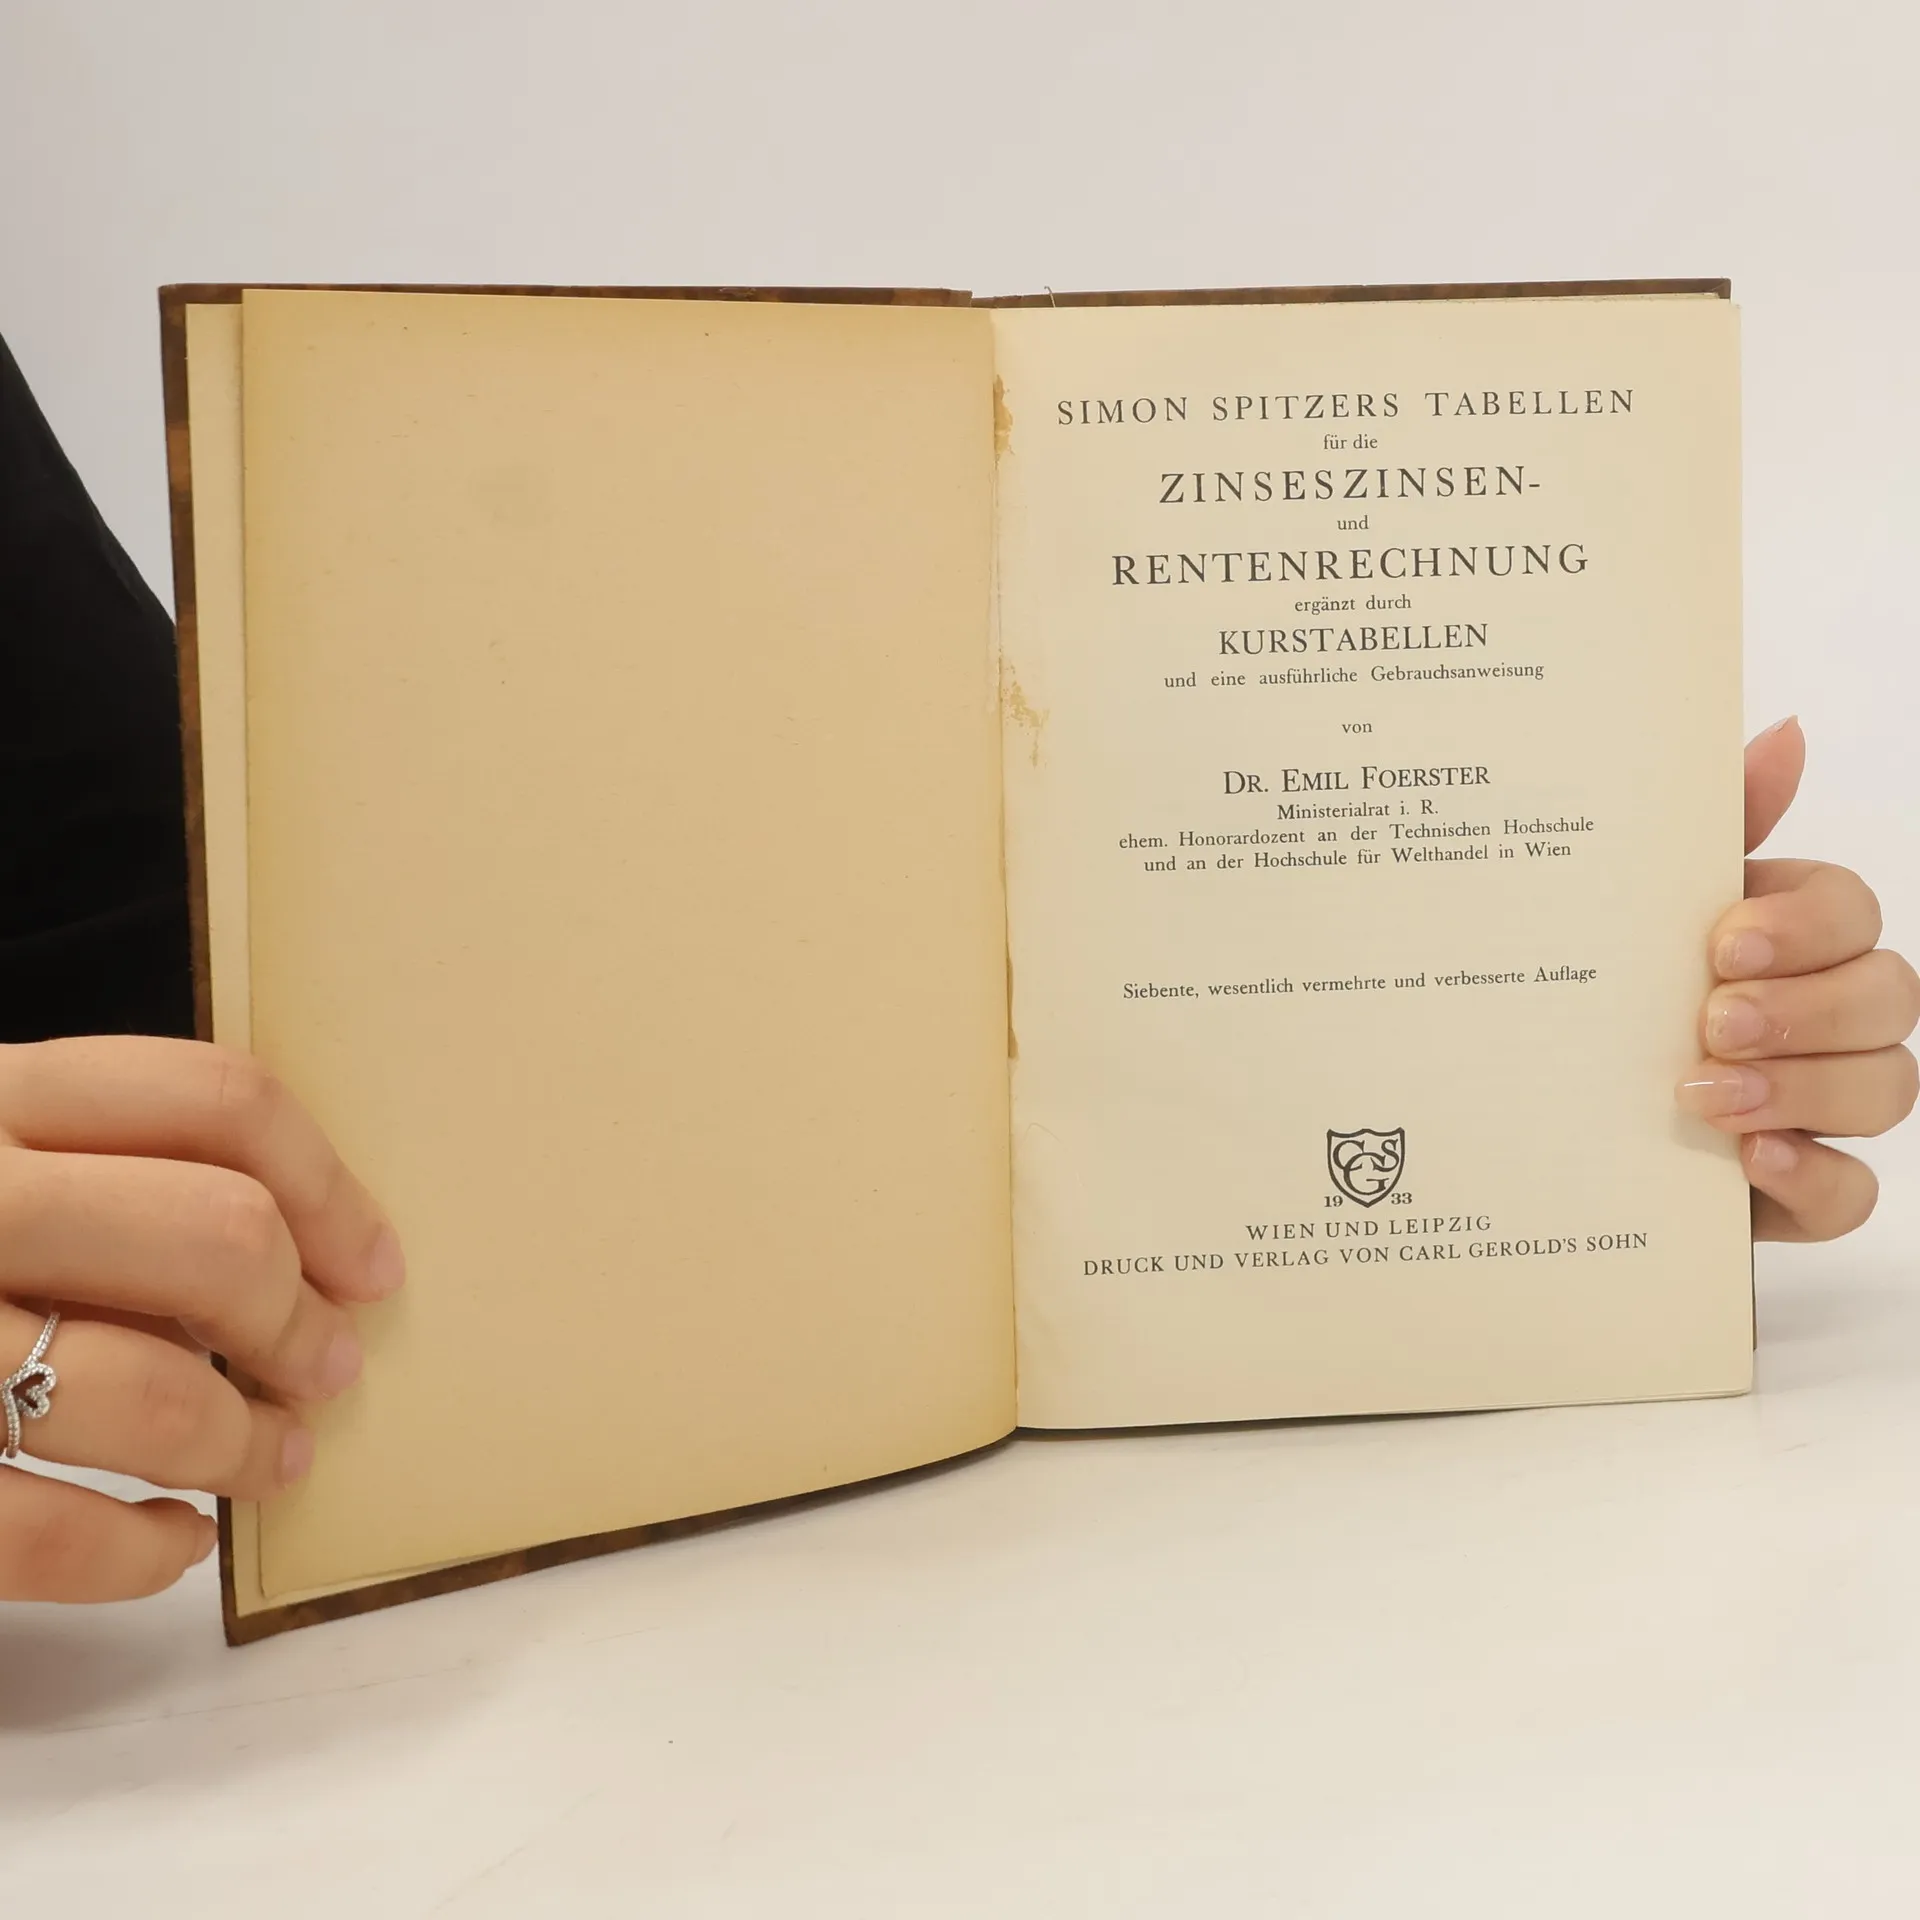 SIMON SPITZERS TABELLEN
für die
ZINSESZINSEN-
und
RENTENRECHNUNG
ergänzt durch
KURSTABELLEN
und eine ausführliche Gebrauchsanweisung
von
DR. EMIL FOERSTER
Ministerialrat i. R.
ehem. Honorardozent an der Technischen Hochschule
und an der Hochschule für Welthandel in Wien
Siebente, wesentlich vermehrte und verbesserte Auflage
CGS
19 33
WIEN UND LEIPZIG
DRUCK UND VERLAG VON CARL GEROLD'S SOHN